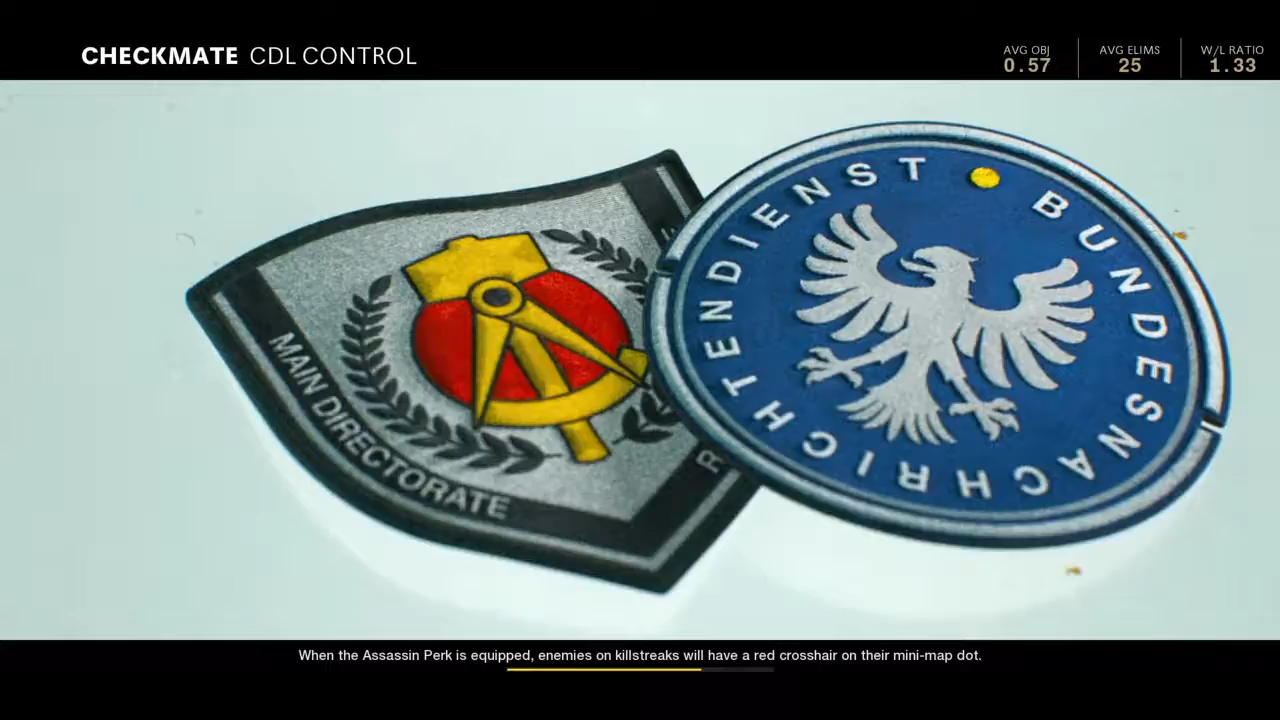 CHECKMATE CDL CONTROL
AVG OBJ
0.57
AVG ELIMS
25
W/L RATIO
1.33
MAIN DIRECTORATE
BUNDESNACHRICHTENDIENST
When the Assassin Perk is equipped, enemies on killstreaks will have a red crosshair on their mini-map dot.